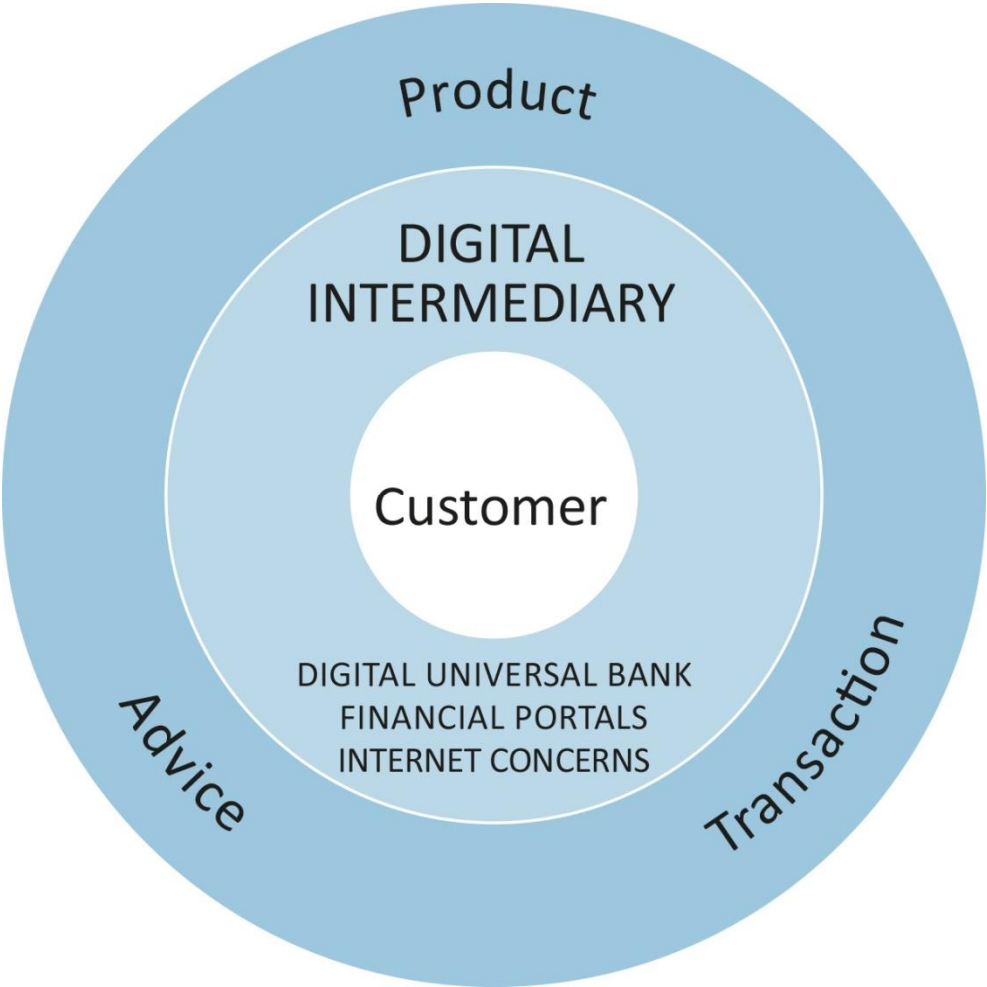 Product
DIGITAL
INTERMEDIARY
Customer
DIGITAL UNIVERSAL BANK
FINANCIAL PORTALS
INTERNET CONCERNS
Advice
Transaction